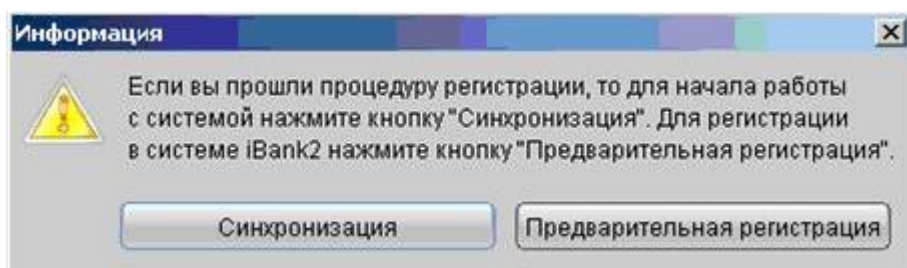 Информация
Если вы прошли процедуру регистрации, то для начала работы
с системой нажмите кнопку "Синхронизация". Для регистрации
в системе iBank2 нажмите кнопку "Предварительная регистрация".
Синхронизация
Предварительная регистрация